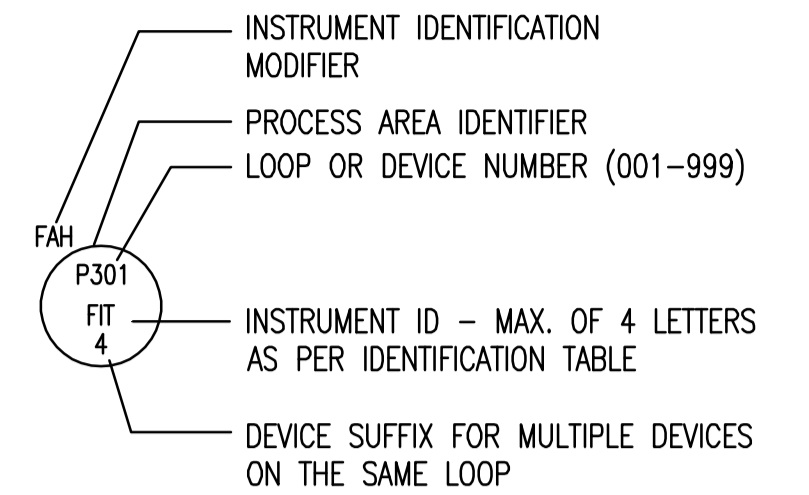 INSTRUMENT IDENTIFICATION
MODIFIER
PROCESS AREA IDENTIFIER
LOOP OR DEVICE NUMBER (001-999)
FAH
P301
FIT
4
INSTRUMENT ID - MAX. OF 4 LETTERS
AS PER IDENTIFICATION TABLE
DEVICE SUFFIX FOR MULTIPLE DEVICES
ON THE SAME LOOP